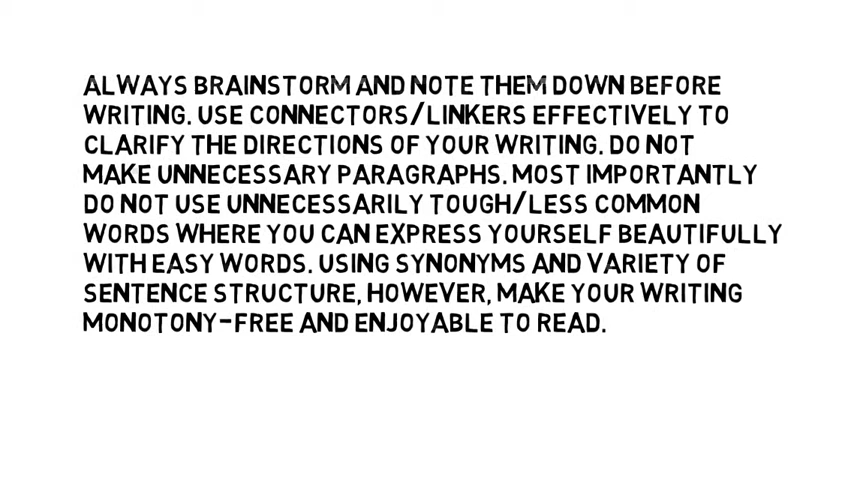 ALWAYS BRAINSTORM AND NOTE THEM DOWN BEFORE
WRITING. USE CONNECTORS/LINKERS EFFECTIVELY TO
CLARIFY THE DIRECTIONS OF YOUR WRITING. DO NOT
MAKE UNNECESSARY PARAGRAPHS. MOST IMPORTANTLY
DO NOT USE UNNECESSARILY TOUGH/LESS COMMON
WORDS WHERE YOU CAN EXPRESS YOURSELF BEAUTIFULLY
WITH EASY WORDS. USING SYNONYMS AND VARIETY OF
SENTENCE STRUCTURE, HOWEVER, MAKE YOUR WRITING
MONOTONY-FREE AND ENJOYABLE TO READ.